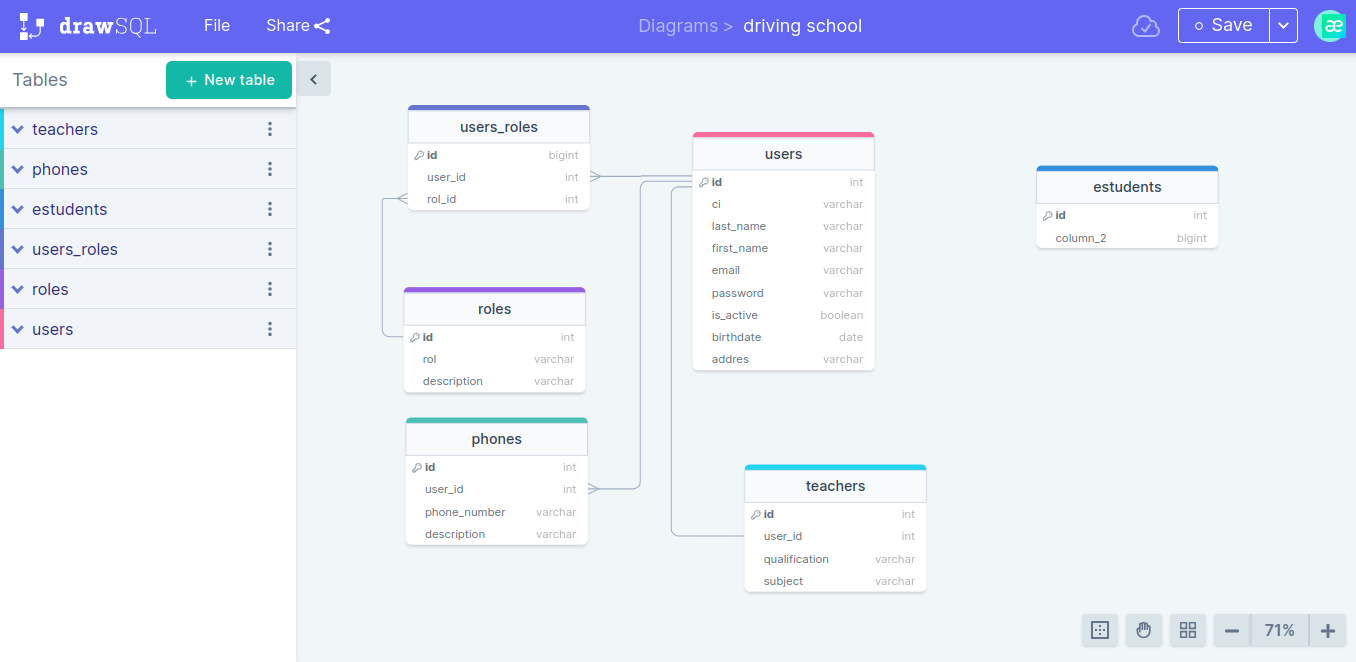 drawSQL File Share Diagrams > driving school Save æ
Tables + New table
teachers
phones
estudents
users_roles
roles
users
users_roles
id bigint
user_id int
rol_id int
users
id int
ci varchar
last_name varchar
first_name varchar
email varchar
password varchar
is_active boolean
birthdate date
addres varchar
estudents
id int
column_2 bigint
roles
id int
rol varchar
description varchar
phones
id int
user_id int
phone_number varchar
description varchar
teachers
id int
user_id int
qualification varchar
subject varchar
71%